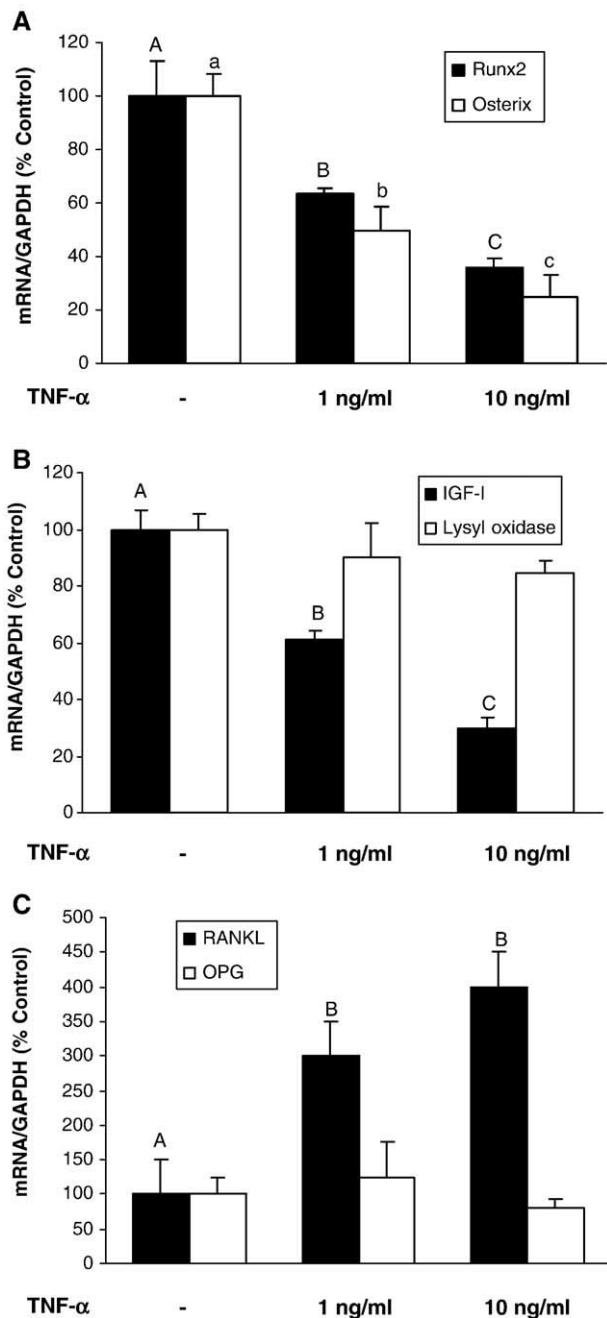 A
120
100
80
60
40
20
0
mRNA/GAPDH (% Control)
A a
B b
C c
Runx2
Osterix
TNF-α - 1 ng/ml 10 ng/ml
B
120
100
80
60
40
20
0
mRNA/GAPDH (% Control)
A
B
C
IGF-I
Lysyl oxidase
TNF-α - 1 ng/ml 10 ng/ml
C
500
450
400
350
300
250
200
150
100
50
0
mRNA/GAPDH (% Control)
RANKL
OPG
A
B
B
TNF-α - 1 ng/ml 10 ng/ml